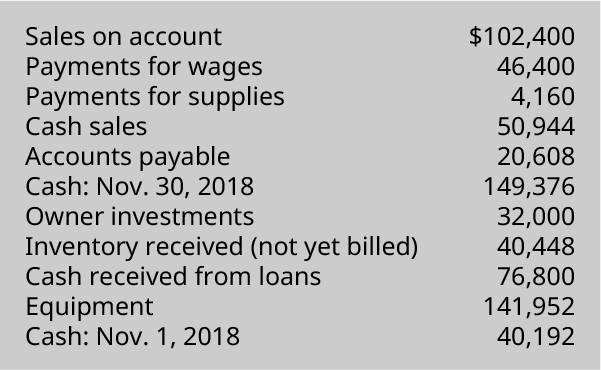 Sales on account $102,400
Payments for wages 46,400
Payments for supplies 4,160
Cash sales 50,944
Accounts payable 20,608
Cash: Nov. 30, 2018 149,376
Owner investments 32,000
Inventory received (not yet billed) 40,448
Cash received from loans 76,800
Equipment 141,952
Cash: Nov. 1, 2018 40,192